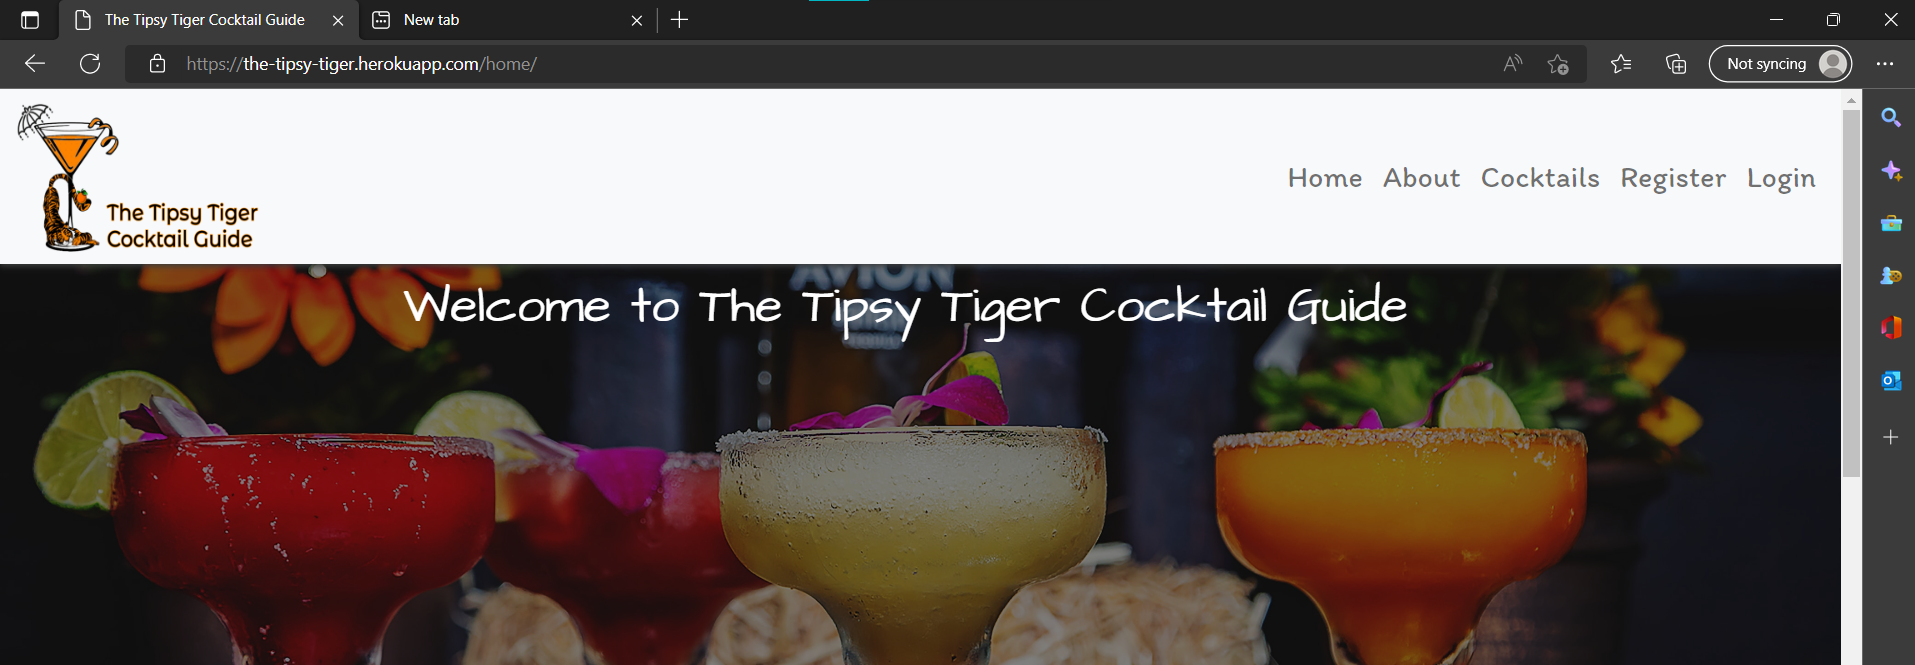 The Tipsy Tiger Cocktail Guide
New tab
https://the-tipsy-tiger.herokuapp.com/home/
Not syncing
The Tipsy Tiger
Cocktail Guide
Home About Cocktails Register Login
AVION
Welcome to The Tipsy Tiger Cocktail Guide